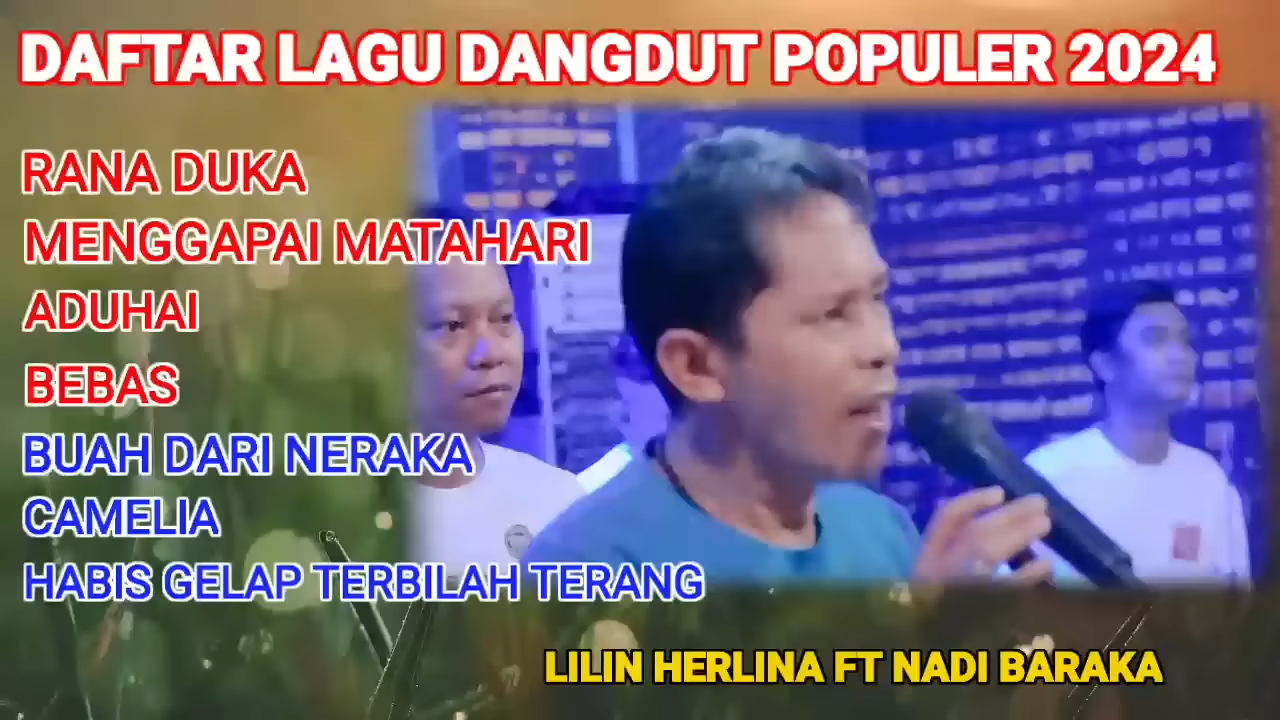 DAFTAR LAGU DANGDUT POPULER 2024
RANA DUKA
MENGGAPAI MATAHARI
ADUHAI
BEBAS
BUAH DARI NERAKA
CAMELIA
HABIS GELAP TERBILAH TERANG
LILIN HERLINA FT NADI BARAKA